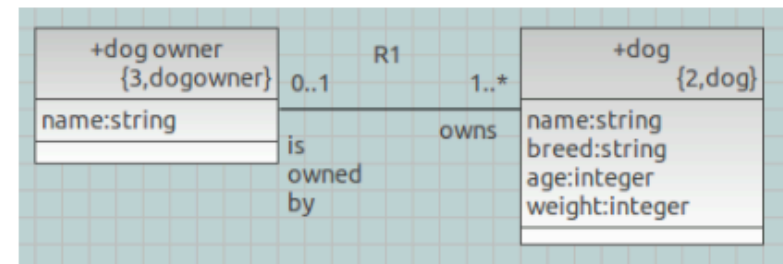 +dog owner
{3,dogowner}
name:string
R1
0..1
1..*
is
owned
by
owns
+dog
{2,dog}
name:string
breed:string
age:integer
weight:integer